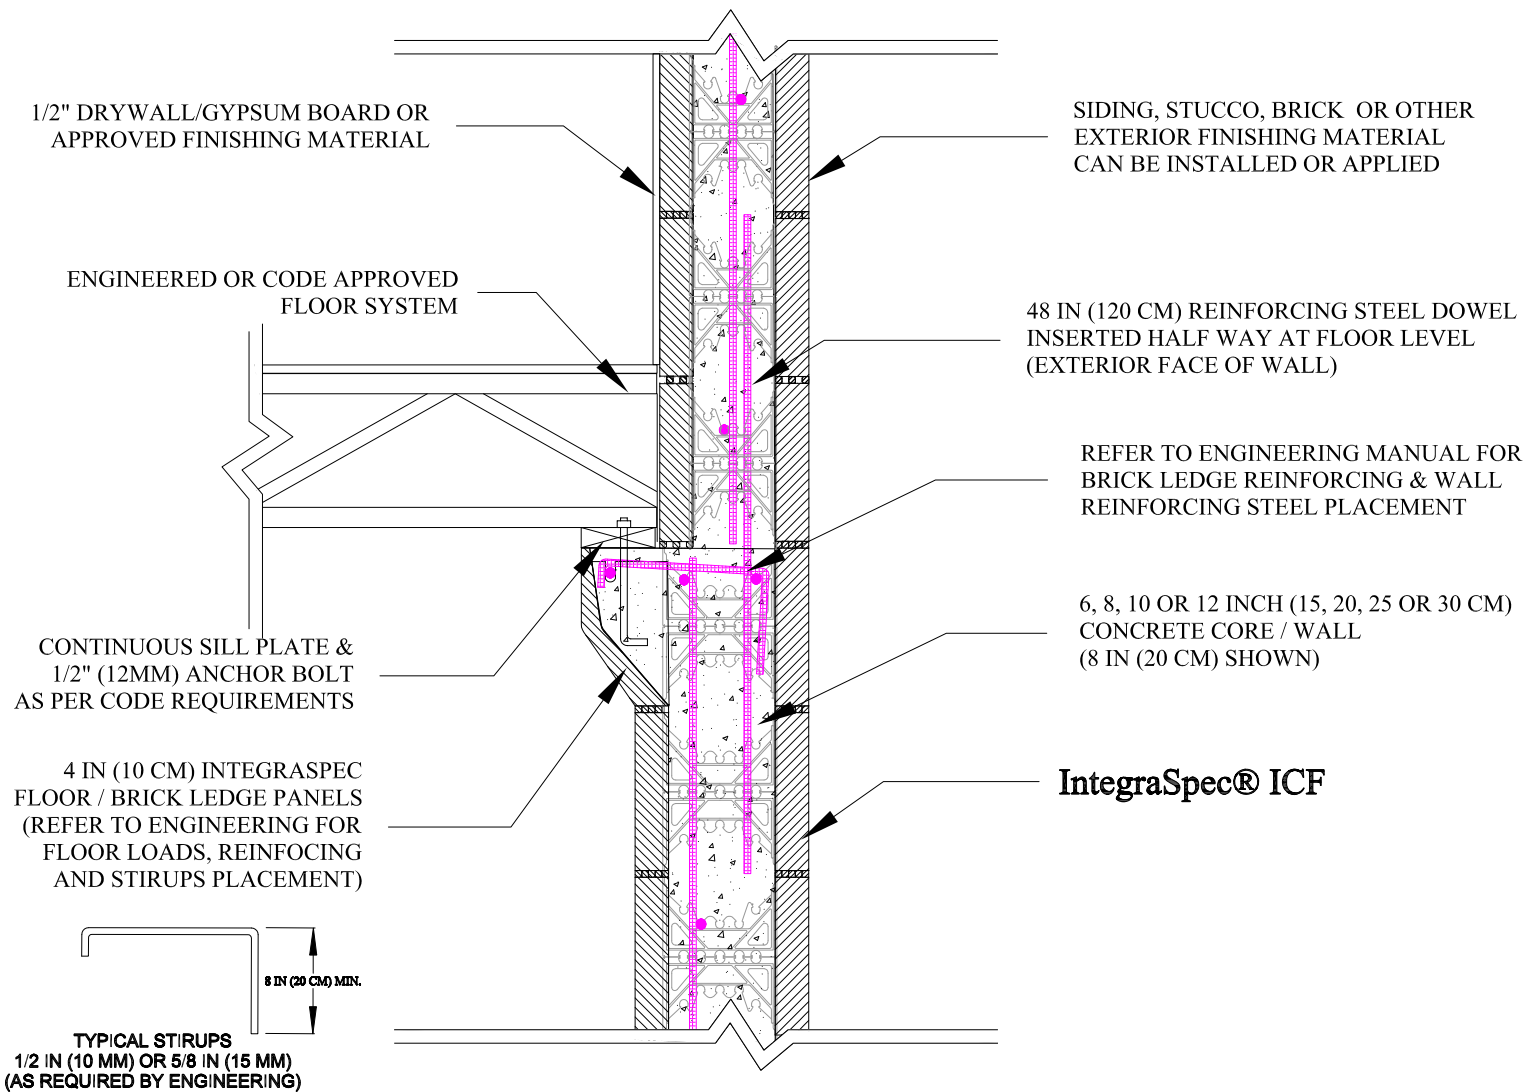 1/2" DRYWALL/GYPSUM BOARD OR
APPROVED FINISHING MATERIAL
ENGINEERED OR CODE APPROVED
FLOOR SYSTEM
CONTINUOUS SILL PLATE &
1/2" (12MM) ANCHOR BOLT
AS PER CODE REQUIREMENTS
4 IN (10 CM) INTEGRASPEC
FLOOR / BRICK LEDGE PANELS
(REFER TO ENGINEERING FOR
FLOOR LOADS, REINFOCING
AND STIRUPS PLACEMENT)
8 IN (20 CM) MIN.
TYPICAL STIRUPS
1/2 IN (10 MM) OR 5/8 IN (15 MM)
(AS REQUIRED BY ENGINEERING)
SIDING, STUCCO, BRICK OR OTHER
EXTERIOR FINISHING MATERIAL
CAN BE INSTALLED OR APPLIED
48 IN (120 CM) REINFORCING STEEL DOWEL
INSERTED HALF WAY AT FLOOR LEVEL
(EXTERIOR FACE OF WALL)
REFER TO ENGINEERING MANUAL FOR
BRICK LEDGE REINFORCING & WALL
REINFORCING STEEL PLACEMENT
6, 8, 10 OR 12 INCH (15, 20, 25 OR 30 CM)
CONCRETE CORE / WALL
(8 IN (20 CM) SHOWN)
IntegraSpec® ICF